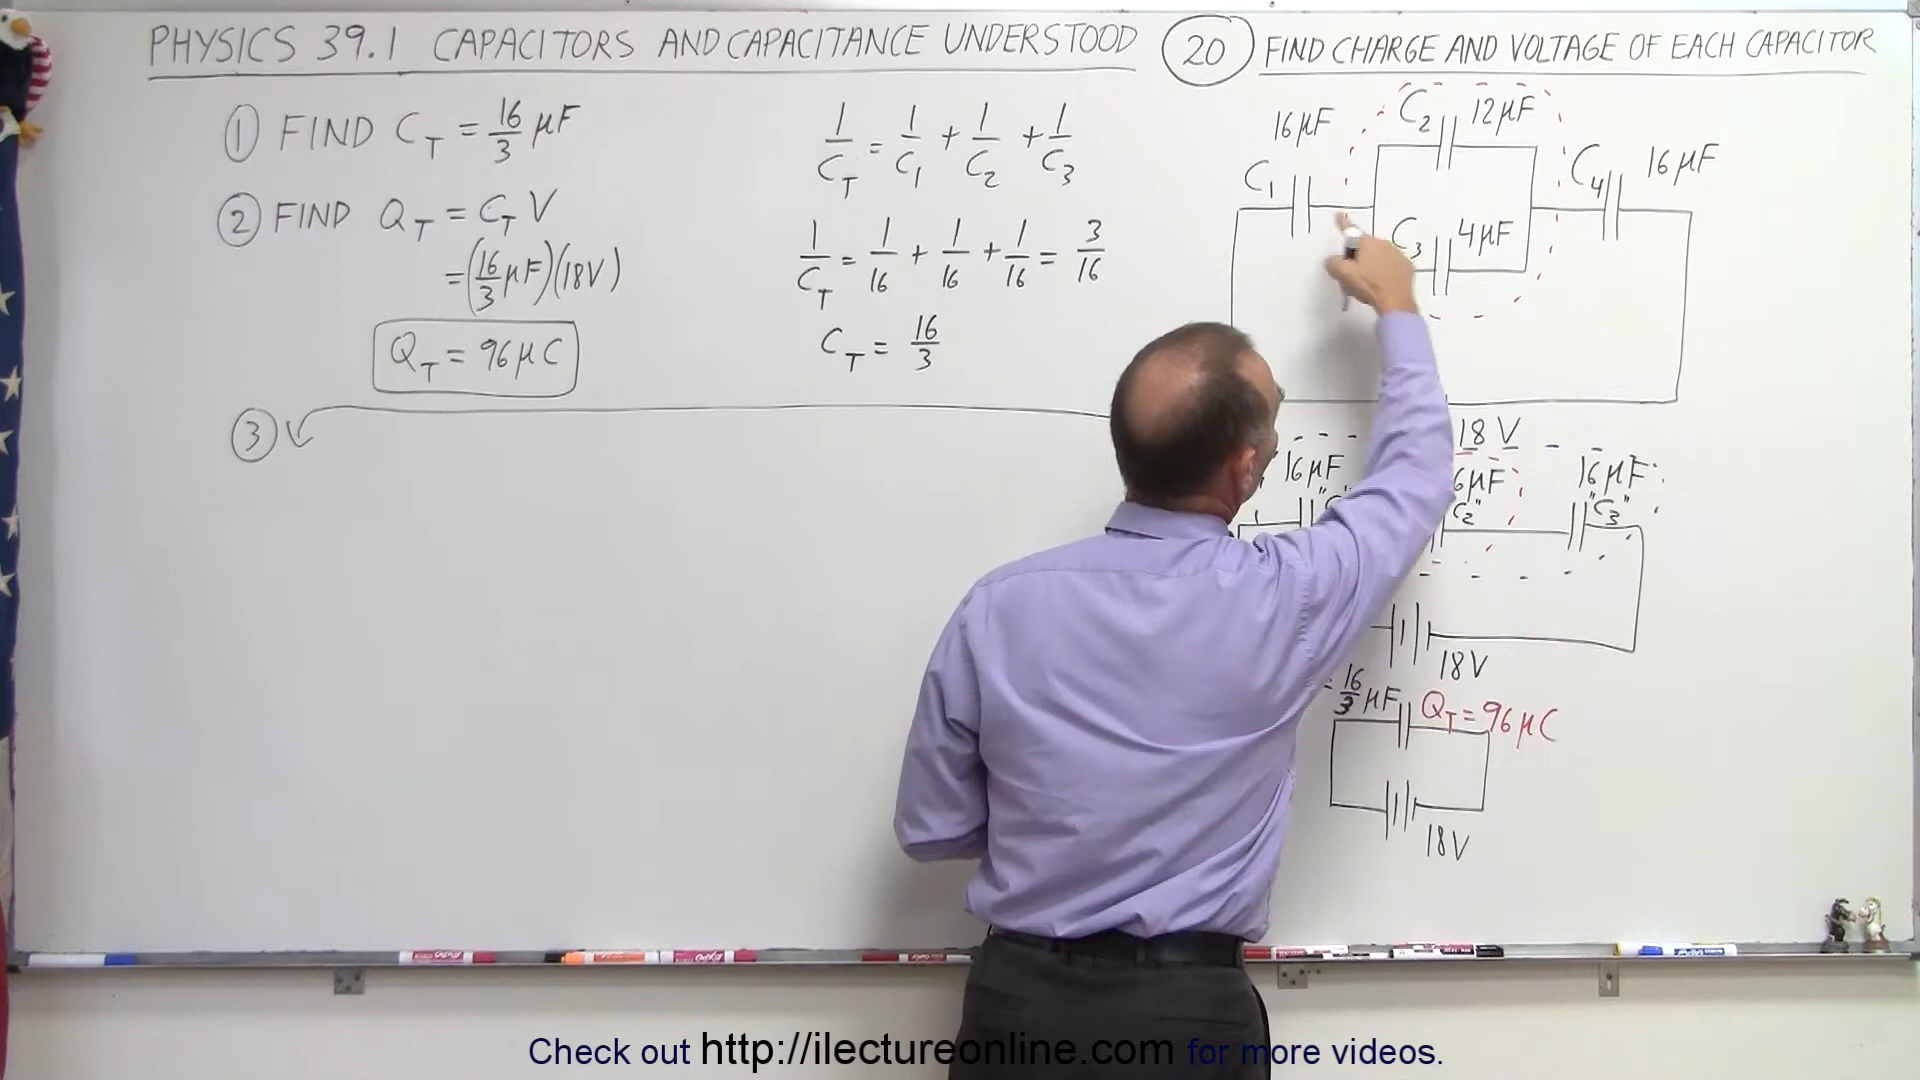 PHYSICS 39.1 CAPACITORS AND CAPACITANCE UNDERSTOOD
20 FIND CHARGE AND VOLTAGE OF EACH CAPACITOR
1 FIND C_T = 16/3 μF
2 FIND Q_T = C_T V
= (16/3 μF)(18V)
Q_T = 96 μC
3
1/C_T = 1/C_1 + 1/C_2 + 1/C_3
1/C_T = 1/16 + 1/16 + 1/16 = 3/16
C_T = 16/3
C_2 12μF
16μF
C_1
C_4 16μF
C_3 4μF
18 V
16μF 6μF 16μF
"C_2" "C_3"
18V
= 16/3 μF Q_T = 96 μC
18V
Check out http://ilectureonline.com for more videos.